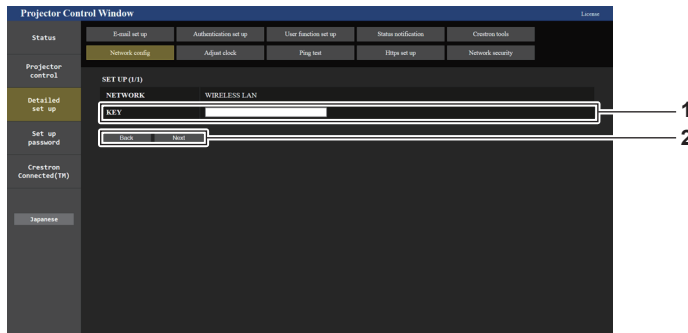 Projector Control Window License
Status
E-mail set up Authentication set up User function set up Status notification Crestron tools
Network config Adjust clock Ping test Https set up Network security
Projector
control
SET UP (1/1)
NETWORK WIRELESS LAN
Detailed
set up
KEY
1
Back Next
2
Set up
password
Crestron
Connected(TM)
Japanese